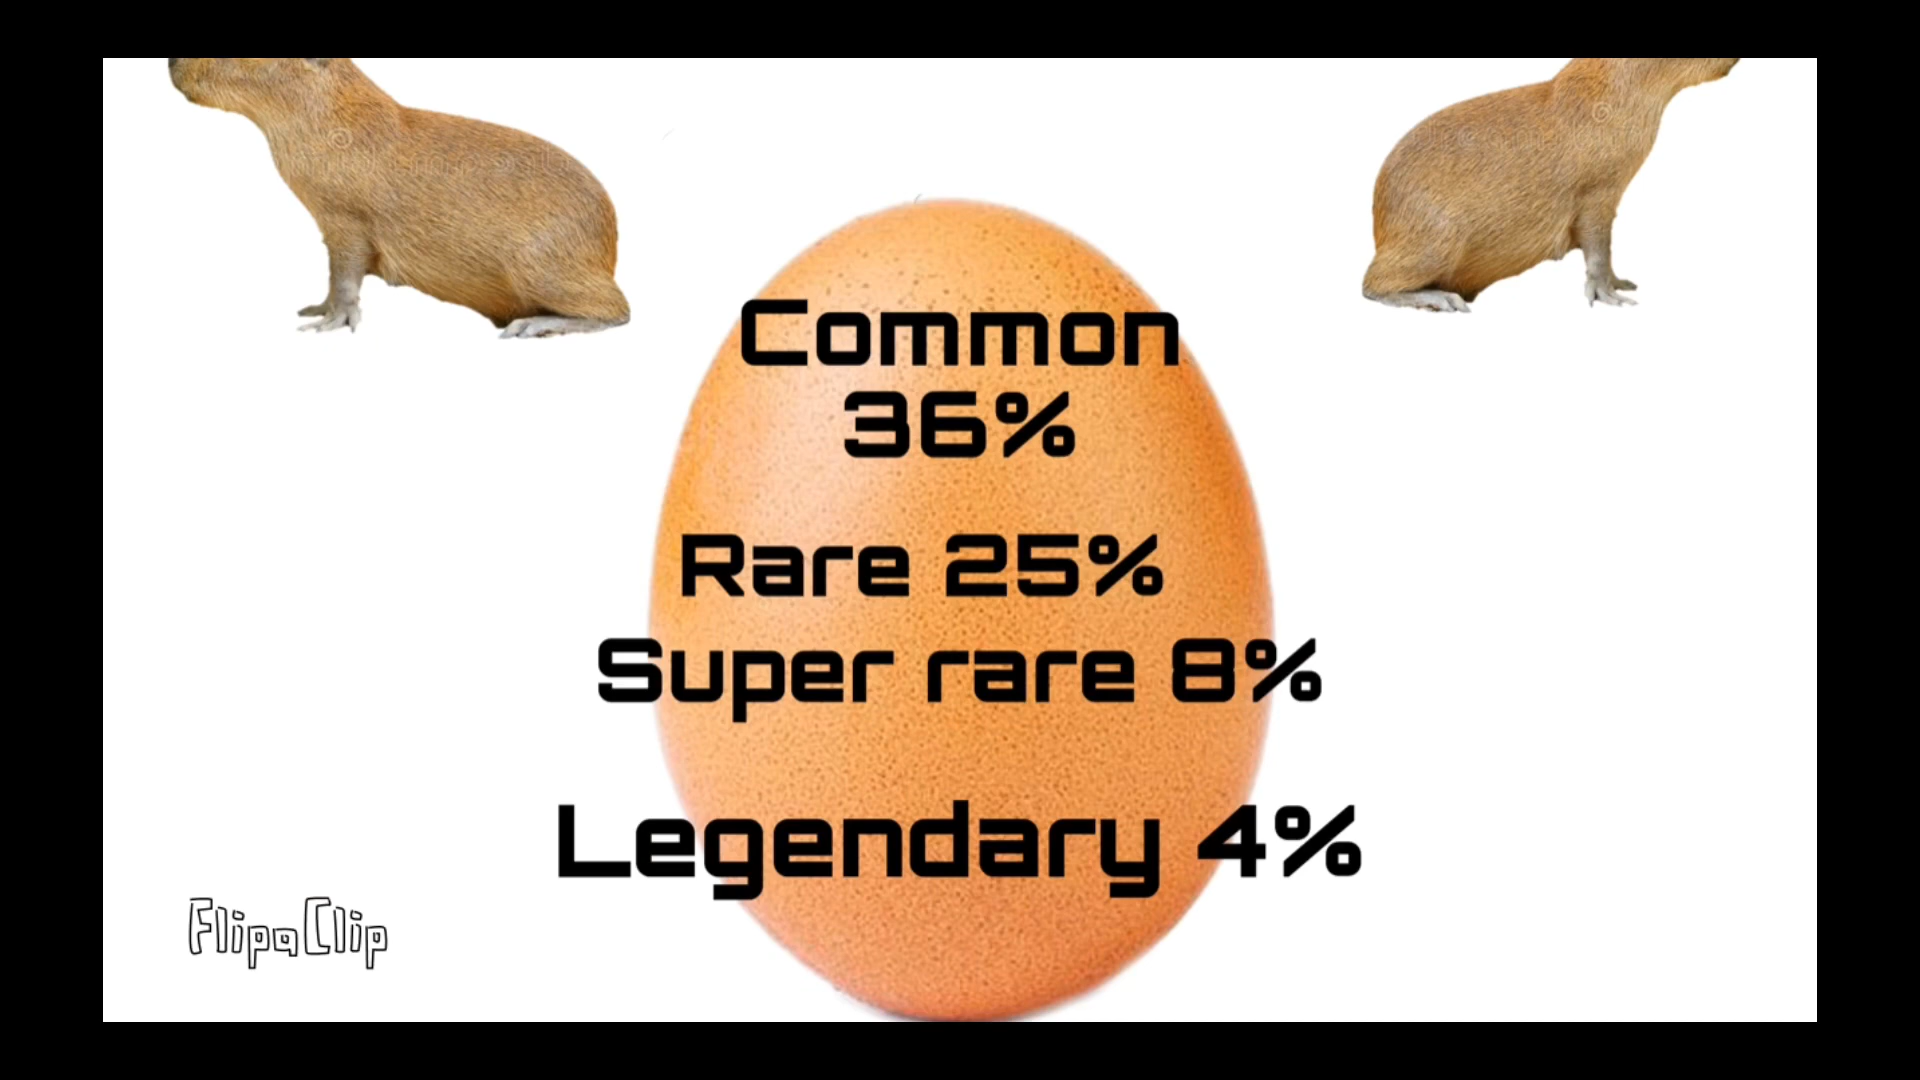 Common
36%
Rare 25%
Super rare 8%
Legendary 4%
FlipaClip